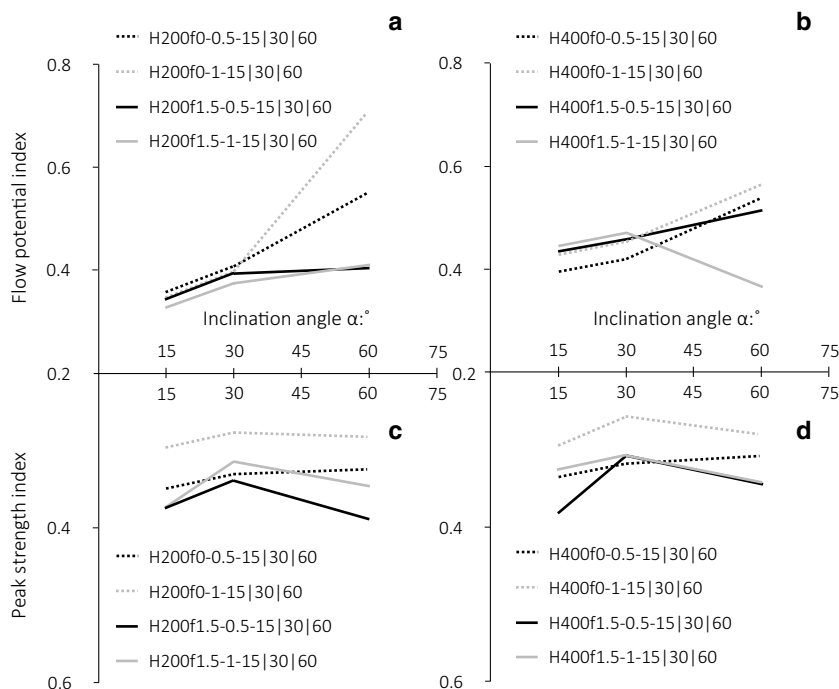 a
H200f0-0.5-15|30|60
H200f0-1-15|30|60
H200f1.5-0.5-15|30|60
H200f1.5-1-15|30|60
0.8
0.6
0.4
0.2
Flow potential index
Inclination angle α:˚
15 30 45 60 75
b
H400f0-0.5-15|30|60
H400f0-1-15|30|60
H400f1.5-0.5-15|30|60
H400f1.5-1-15|30|60
0.8
0.6
0.4
0.2
Inclination angle α:˚
15 30 45 60 75
15 30 45 60 75
c
0.4
0.6
Peak strength index
H200f0-0.5-15|30|60
H200f0-1-15|30|60
H200f1.5-0.5-15|30|60
H200f1.5-1-15|30|60
15 30 45 60 75
d
0.4
0.6
H400f0-0.5-15|30|60
H400f0-1-15|30|60
H400f1.5-0.5-15|30|60
H400f1.5-1-15|30|60